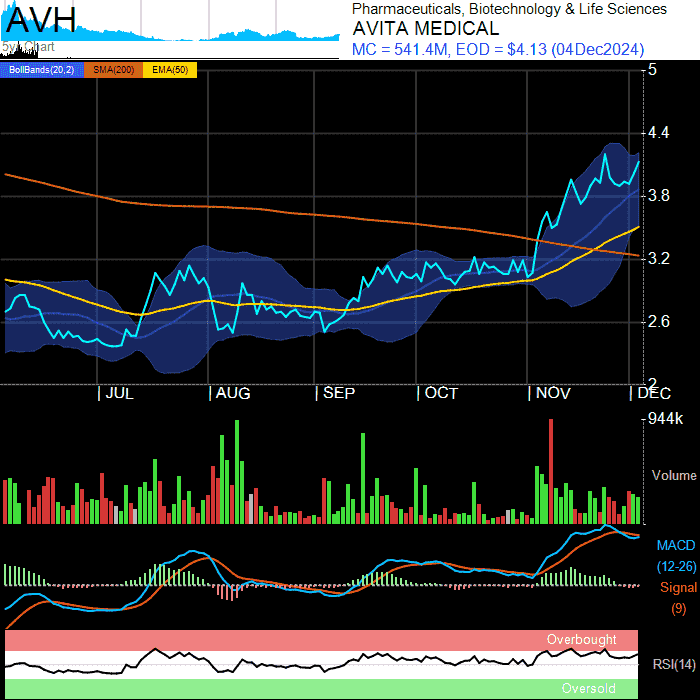 AVH
5yr Chart
Pharmaceuticals, Biotechnology & Life Sciences
AVITA MEDICAL
MC = 541.4M, EOD = $4.13 (04Dec2024)
BollBands(20,2) SMA(200) EMA(50)
5
4.4
3.8
3.2
2.6
2
JUL AUG SEP OCT NOV DEC
944k
Volume
MACD
(12-26)
Signal
(9)
Overbought
RSI(14)
Oversold